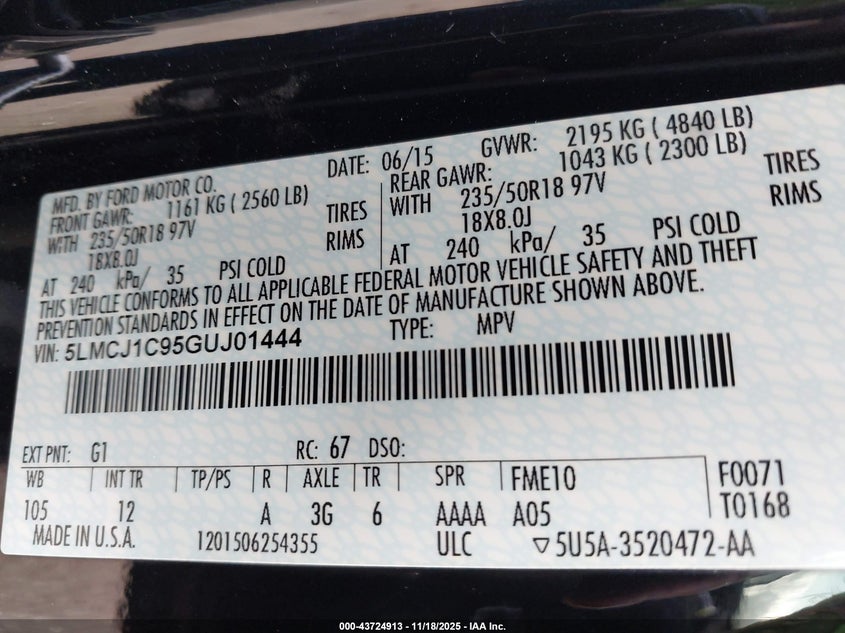 MFD. BY FORD MOTOR CO. DATE: 06/15 GVWR: 2195 KG ( 4840 LB)
FRONT GAWR: 1161 KG ( 2560 LB) REAR GAWR: 1043 KG ( 2300 LB)
WITH 235/50R18 97V TIRES WITH 235/50R18 97V TIRES
18X8.0J RIMS 18X8.0J RIMS
AT 240 kPa/ 35 PSI COLD AT 240 kPa/ 35 PSI COLD
THIS VEHICLE CONFORMS TO ALL APPLICABLE FEDERAL MOTOR VEHICLE SAFETY AND THEFT
PREVENTION STANDARDS IN EFFECT ON THE DATE OF MANUFACTURE SHOWN ABOVE.
VIN: 5LMCJ1C95GUJ01444 TYPE: MPV
EXT PNT: G1 RC: 67 DSO:
WB INT TR TP/PS R AXLE TR SPR FME10 F0071
105 12 A 3G 6 AAAA A05 T0168
MADE IN U.S.A. 1201506254355 ULC ▽5U5A-3520472-AA
000-43724913 - 11/18/2025 - IAA Inc.